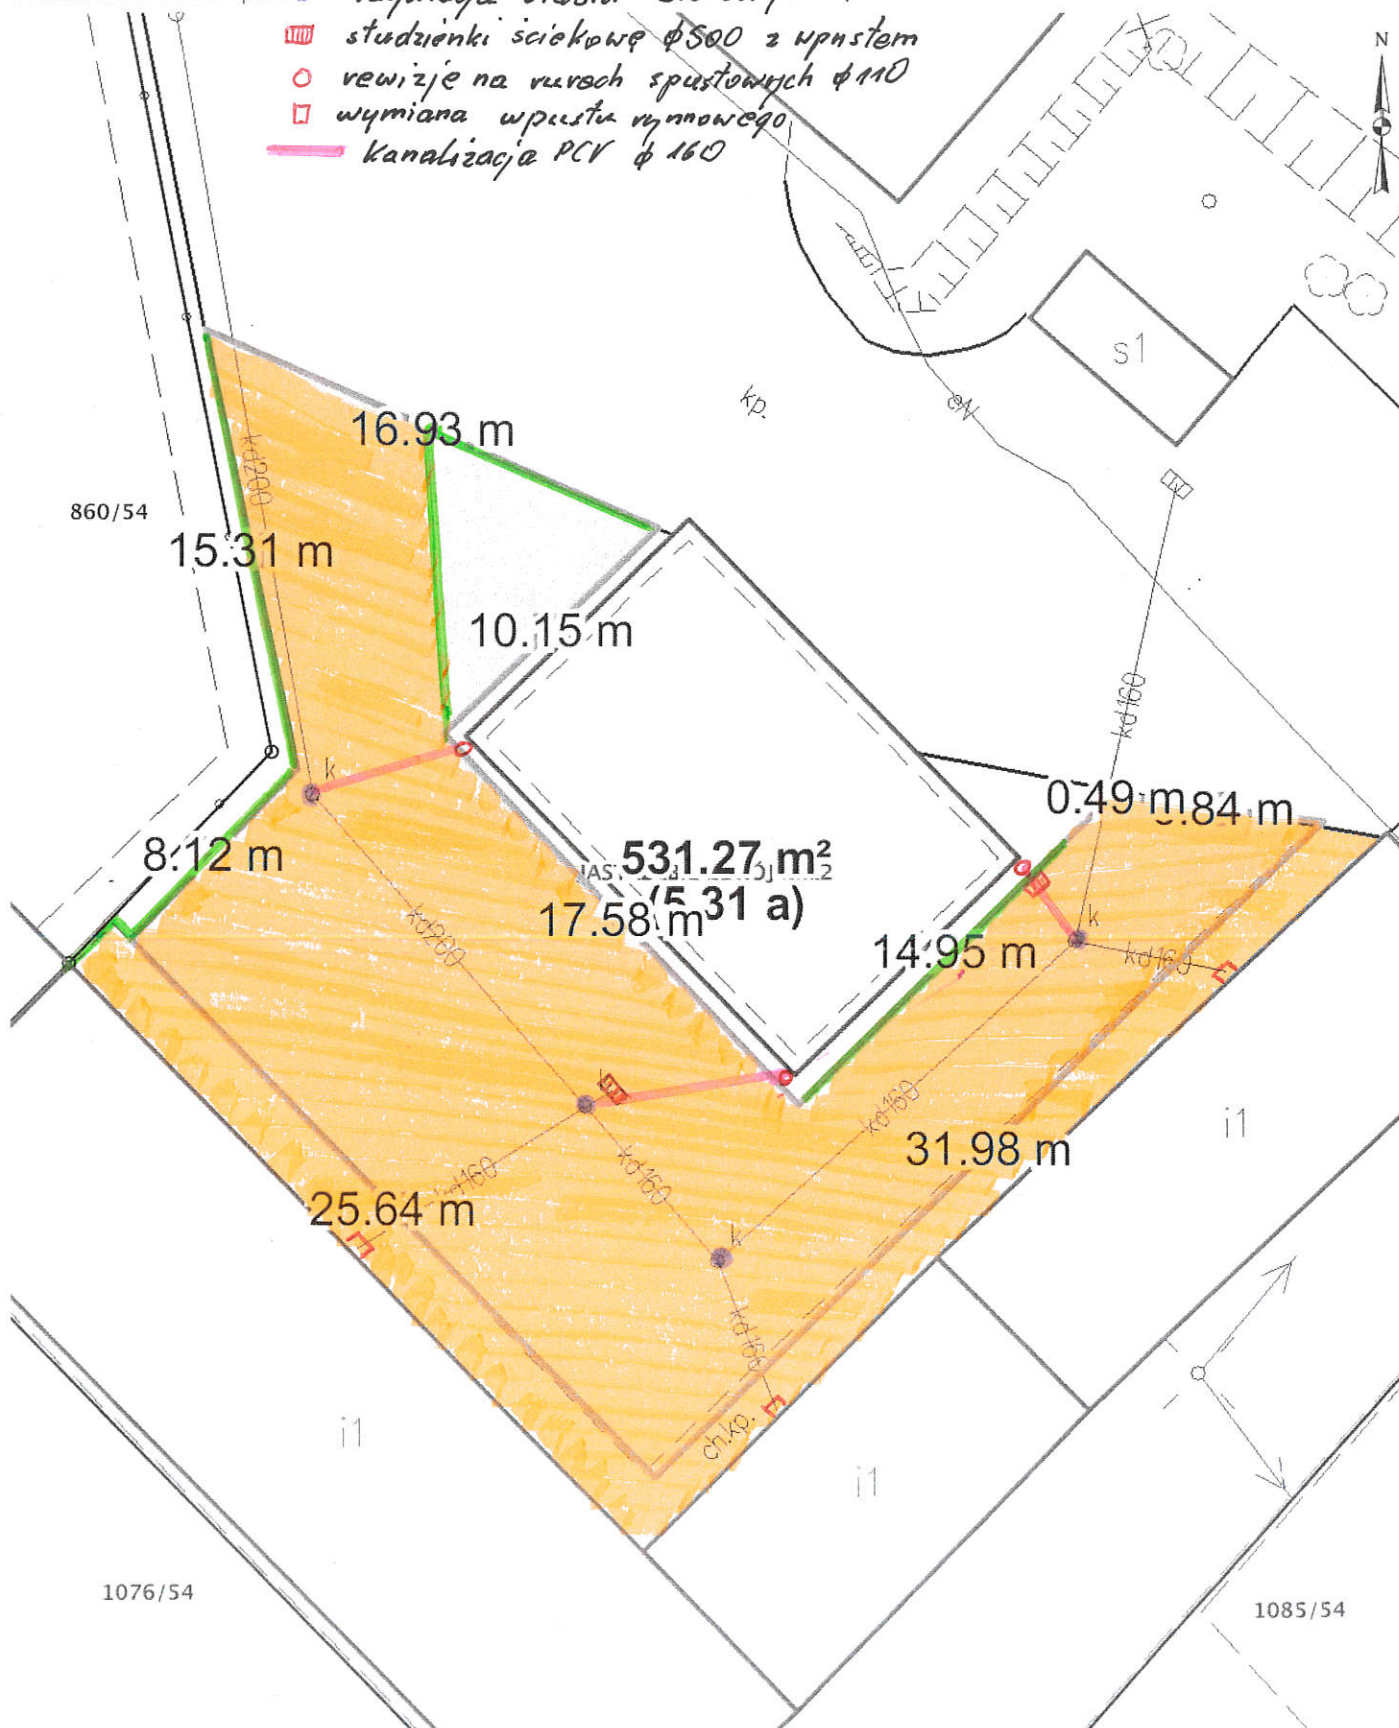 studzienki ściekowe ϕ500 z wpustem
rewizje na rurach spustowych ϕ110
wymiana wpustu rynnowego
Kanalizacja PCV ϕ 160
N
s1
kp.
eN
16.93 m
kd200
860/54
15.31 m
10.15 m
kd160
k
0.49 m
.84 m
8.12 m
531.27 m²
(5.31 a)
17.58 m
kd200
k
14.95 m
kd160
kd160
i1
31.98 m
kd160
25.64 m
k
kd160
ch.kp.
i1
i1
1076/54
1085/54